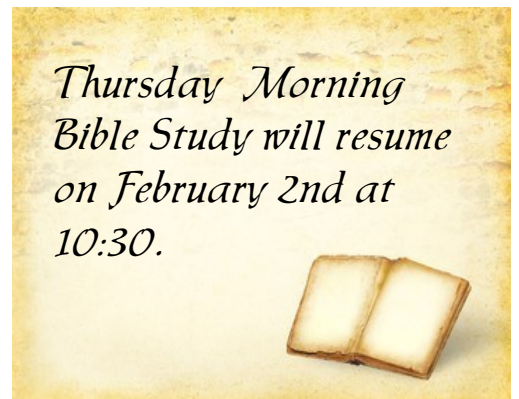 Thursday Morning
Bible Study will resume
on February 2nd at
10:30.